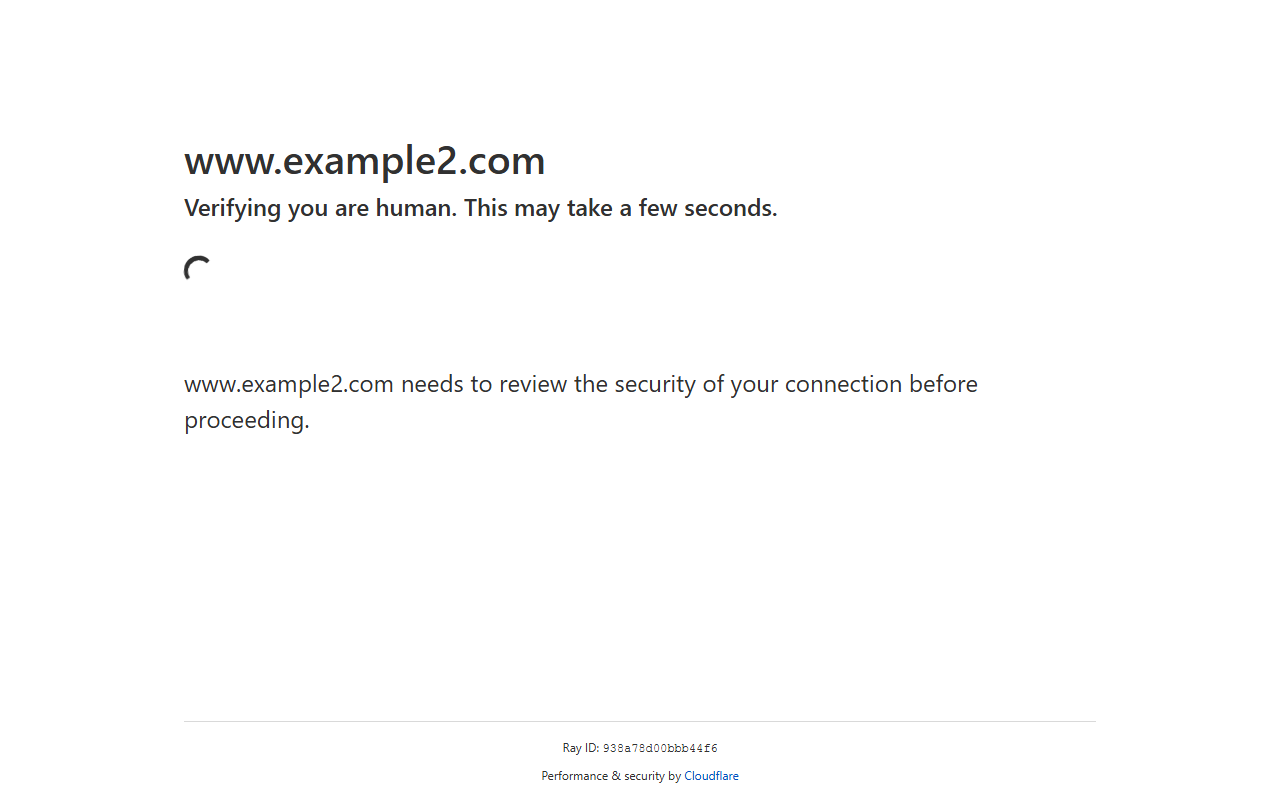 www.example2.com
Verifying you are human. This may take a few seconds.
www.example2.com needs to review the security of your connection before
proceeding.
Ray ID: 938a78d00bbb44f6
Performance & security by Cloudflare